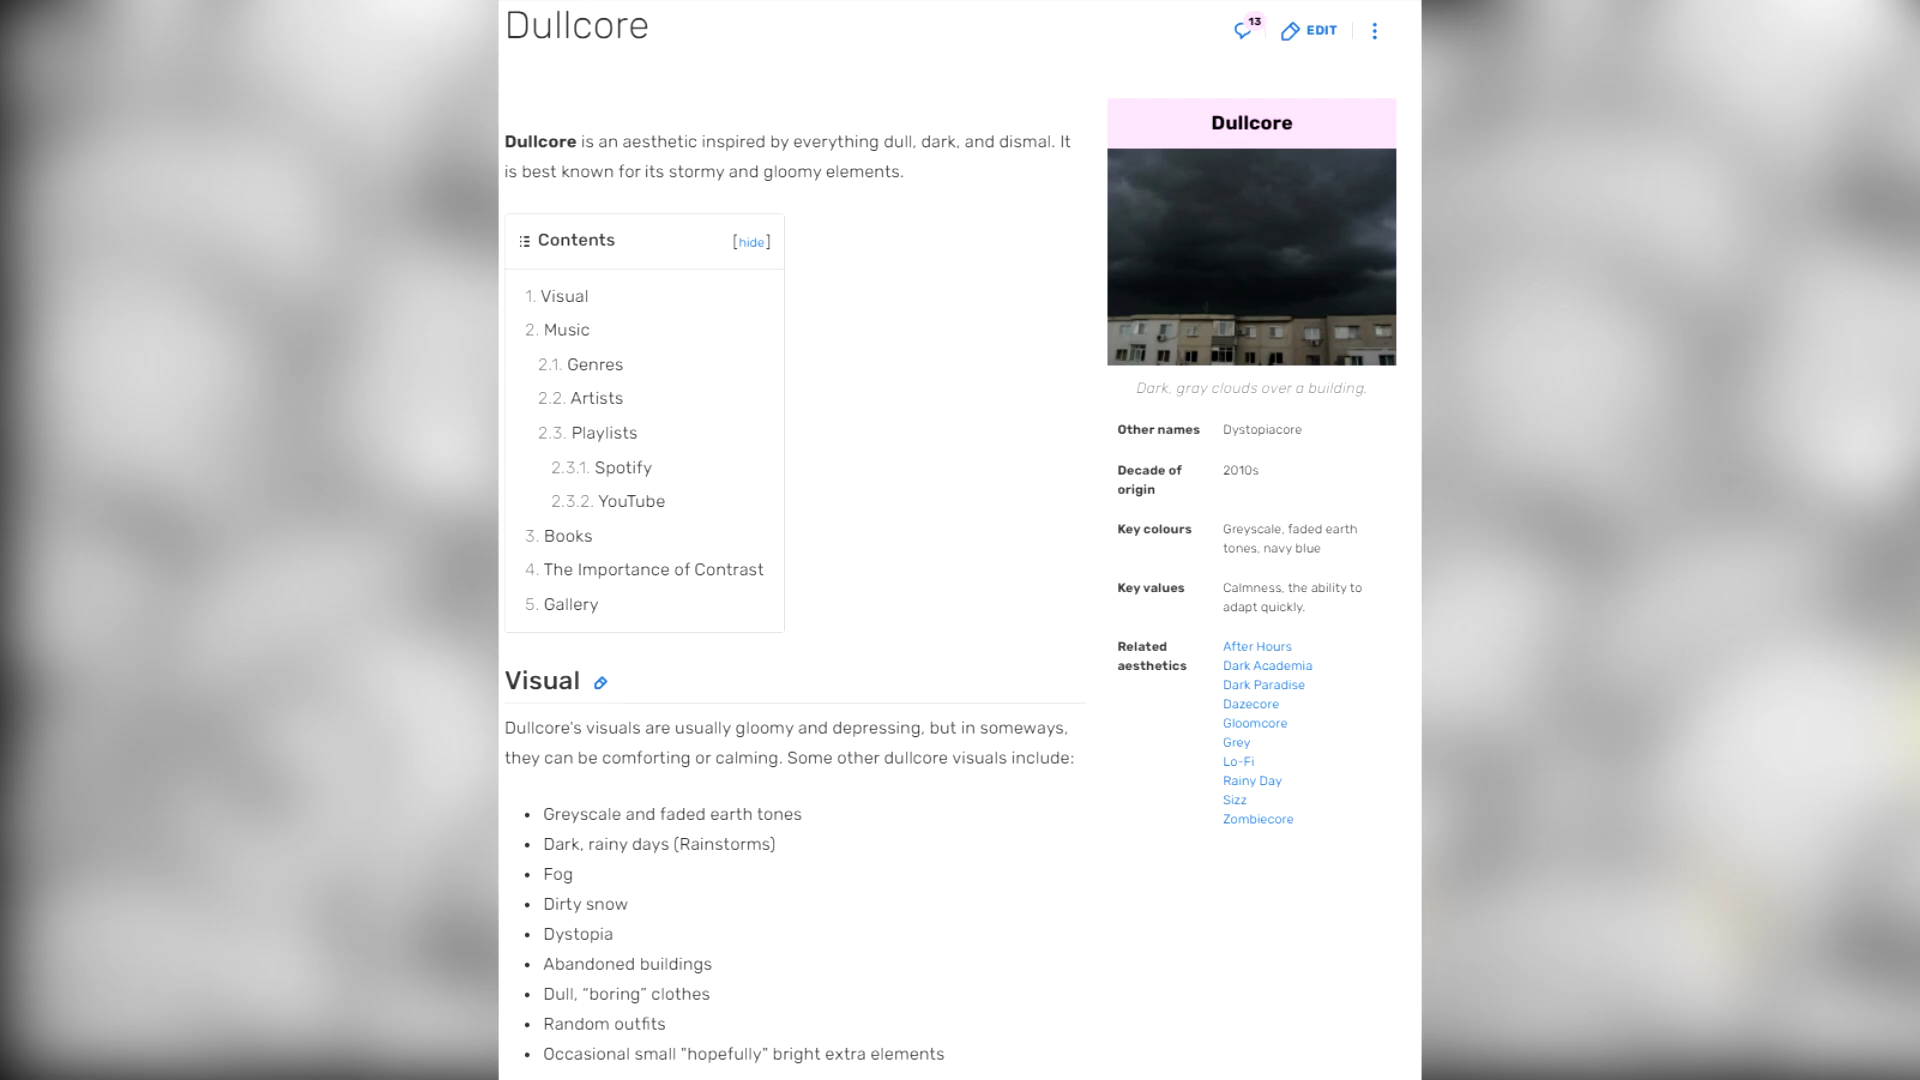 Dullcore
13
EDIT
Dullcore is an aesthetic inspired by everything dull, dark, and dismal. It
is best known for its stormy and gloomy elements.
Contents [hide]
1. Visual
2. Music
2.1. Genres
2.2. Artists
2.3. Playlists
2.3.1. Spotify
2.3.2. YouTube
3. Books
4. The Importance of Contrast
5. Gallery
Visual
Dullcore's visuals are usually gloomy and depressing, but in someways,
they can be comforting or calming. Some other dullcore visuals include:
• Greyscale and faded earth tones
• Dark, rainy days (Rainstorms)
• Fog
• Dirty snow
• Dystopia
• Abandoned buildings
• Dull, "boring" clothes
• Random outfits
• Occasional small "hopefully" bright extra elements
Dullcore
Dark, gray clouds over a building.
Other names Dystopiacore
Decade of origin 2010s
Key colours Greyscale, faded earth
tones, navy blue
Key values Calmness, the ability to
adapt quickly.
Related aesthetics After Hours
Dark Academia
Dark Paradise
Dazecore
Gloomcore
Grey
Lo-Fi
Rainy Day
Sizz
Zombiecore